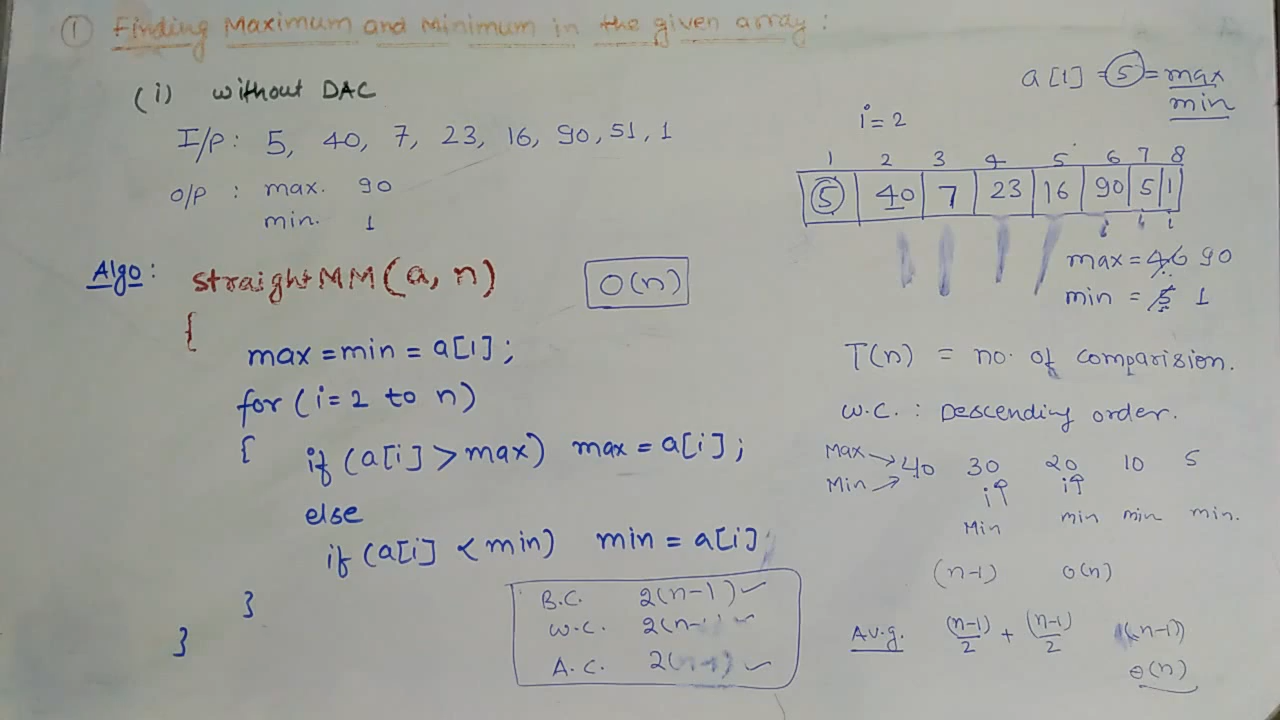 ① Finding Maximum and Minimum in the given array :
(i) without DAC
I/P : 5, 40, 7, 23, 16, 90, 51, 1
O/P : max. 90
min. 1
Algo : StraightMM(a, n)
O(n)
{
max = min = a[1];
for (i = 2 to n)
{ if (a[i] > max) max = a[i];
else
if (a[i] < min) min = a[i]
}
}
B.C. 2(n-1) ✓
W.C. 2(n-1) ✓
A.C. 2(n-1) ✓
a[1] = 5 = max
min
i = 2
1 2 3 4 5 6 7 8
5 40 7 23 16 90 5 1
i i i
max = 90
min = 5 1
T(n) = no. of comparision.
W.C. : Descending order.
Max → 40 30 20 10 5
Min → i↑ i↑
Min min min min.
(n-1) O(n)
Avg. (n-1)/2 + (n-1)/2 (n-1)
θ(n)